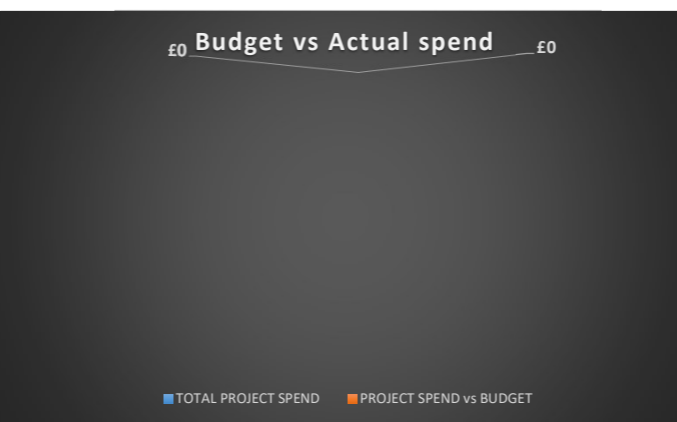 Budget vs Actual spend
£0
£0
TOTAL PROJECT SPEND
PROJECT SPEND vs BUDGET